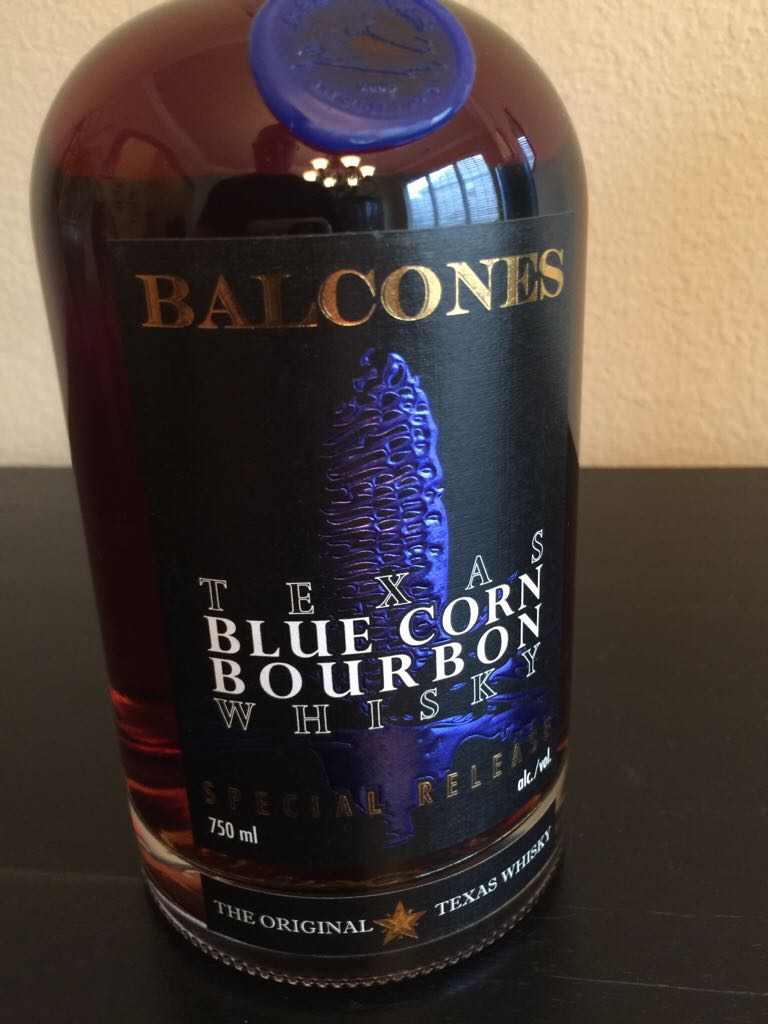 BALCONES
TEXAS
BLUE CORN
BOURBON
WHISKY
SPECIAL RELEASE
alc./vol.
750 ml
THE ORIGINAL TEXAS WHISKY